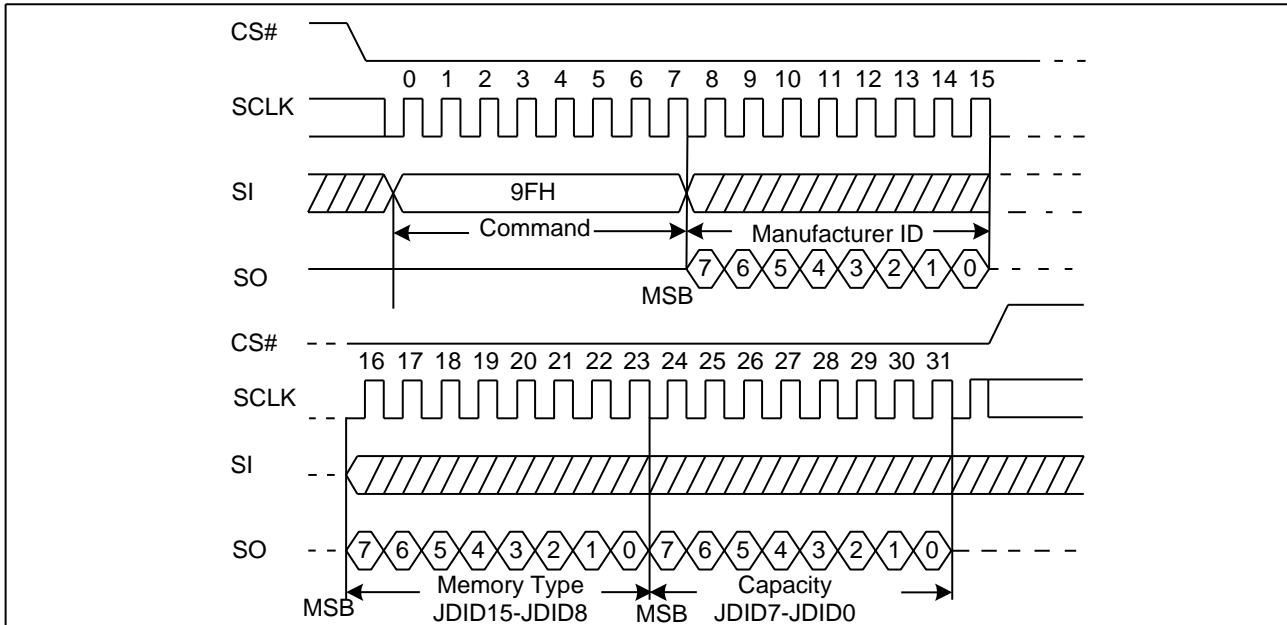 CS#
0 1 2 3 4 5 6 7 8 9 10 11 12 13 14 15
SCLK
SI 9FH
Command Manufacturer ID
SO 7 6 5 4 3 2 1 0
MSB
CS#
16 17 18 19 20 21 22 23 24 25 26 27 28 29 30 31
SCLK
SI
SO 7 6 5 4 3 2 1 0 7 6 5 4 3 2 1 0
Memory Type Capacity
MSB JDID15-JDID8 MSB JDID7-JDID0